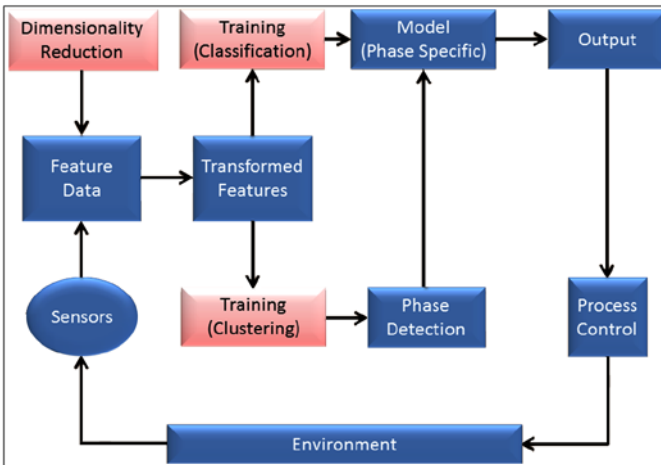 Dimensionality
Reduction
Training
(Classification)
Model
(Phase Specific)
Output
Feature
Data
Transformed
Features
Sensors
Training
(Clustering)
Phase
Detection
Process
Control
Environment